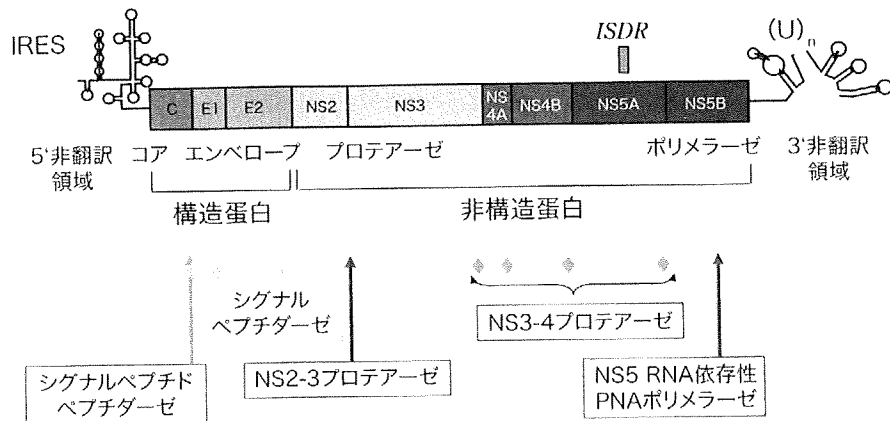 IRES
ISDR
(U)n
C E1 E2 NS2 NS3 NS4A NS4B NS5A NS5B
5‘非翻訳領域
コア
エンベロープ
プロテアーゼ
ポリメラーゼ
3‘非翻訳領域
構造蛋白
非構造蛋白
シグナル
ペプチダーゼ
NS3-4プロテアーゼ
シグナルペプチド
ペプチダーゼ
NS2-3プロテアーゼ
NS5 RNA依存性
PNAポリメラーゼ